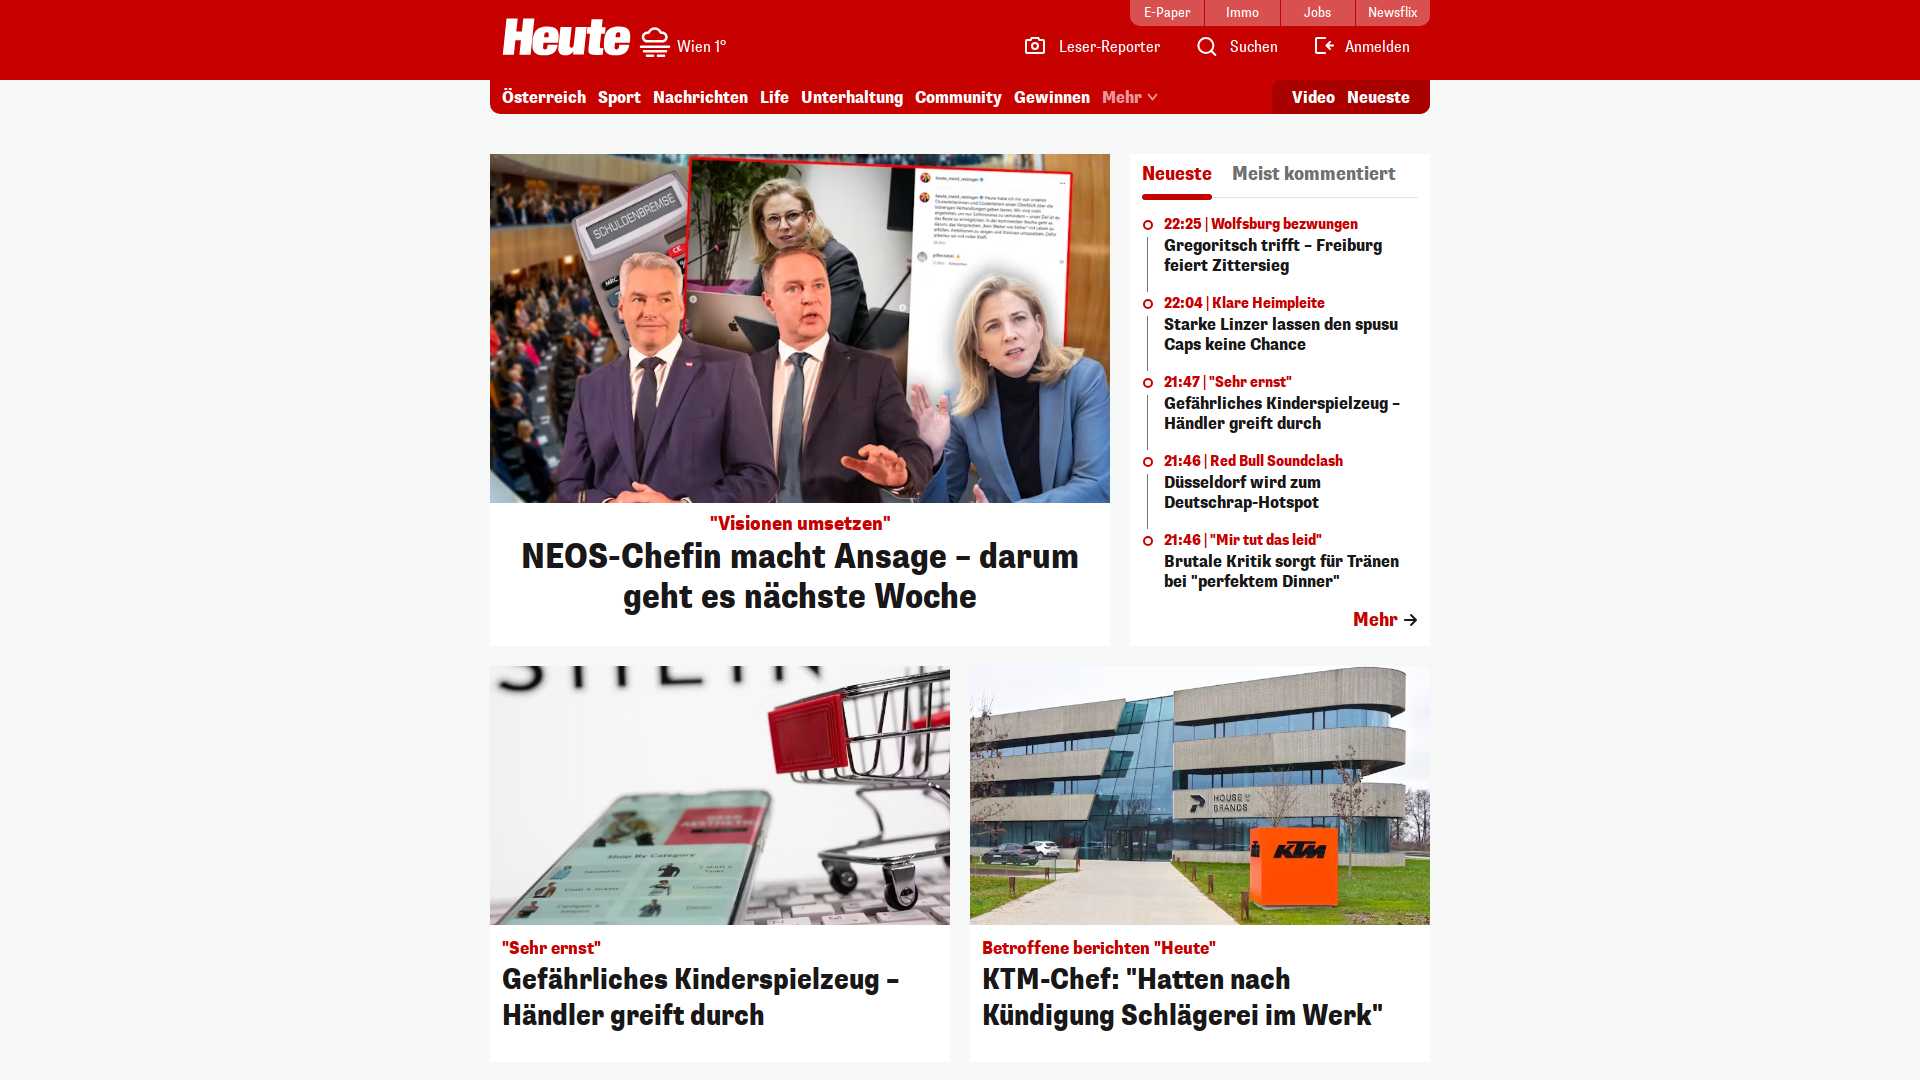 E-Paper
Immo
Jobs
Newsflix
Heute
Wien 1°
Leser-Reporter
Suchen
Anmelden
Österreich
Sport
Nachrichten
Life
Unterhaltung
Community
Gewinnen
Mehr
Video
Neueste
SCHULDENBREMSE
"Visionen umsetzen"
NEOS-Chefin macht Ansage – darum
geht es nächste Woche
Neueste
Meist kommentiert
22:25 | Wolfsburg bezwungen
Gregoritsch trifft – Freiburg
feiert Zittersieg
22:04 | Klare Heimpleite
Starke Linzer lassen den spusu
Caps keine Chance
21:47 | "Sehr ernst"
Gefährliches Kinderspielzeug –
Händler greift durch
21:46 | Red Bull Soundclash
Düsseldorf wird zum
Deutschrap-Hotspot
21:46 | "Mir tut das leid"
Brutale Kritik sorgt für Tränen
bei "perfektem Dinner"
Mehr
Shop By Category
"Sehr ernst"
Gefährliches Kinderspielzeug –
Händler greift durch
HOUSE OF
BRANDS
KTM
Betroffene berichten "Heute"
KTM-Chef: "Hatten nach
Kündigung Schlägerei im Werk"